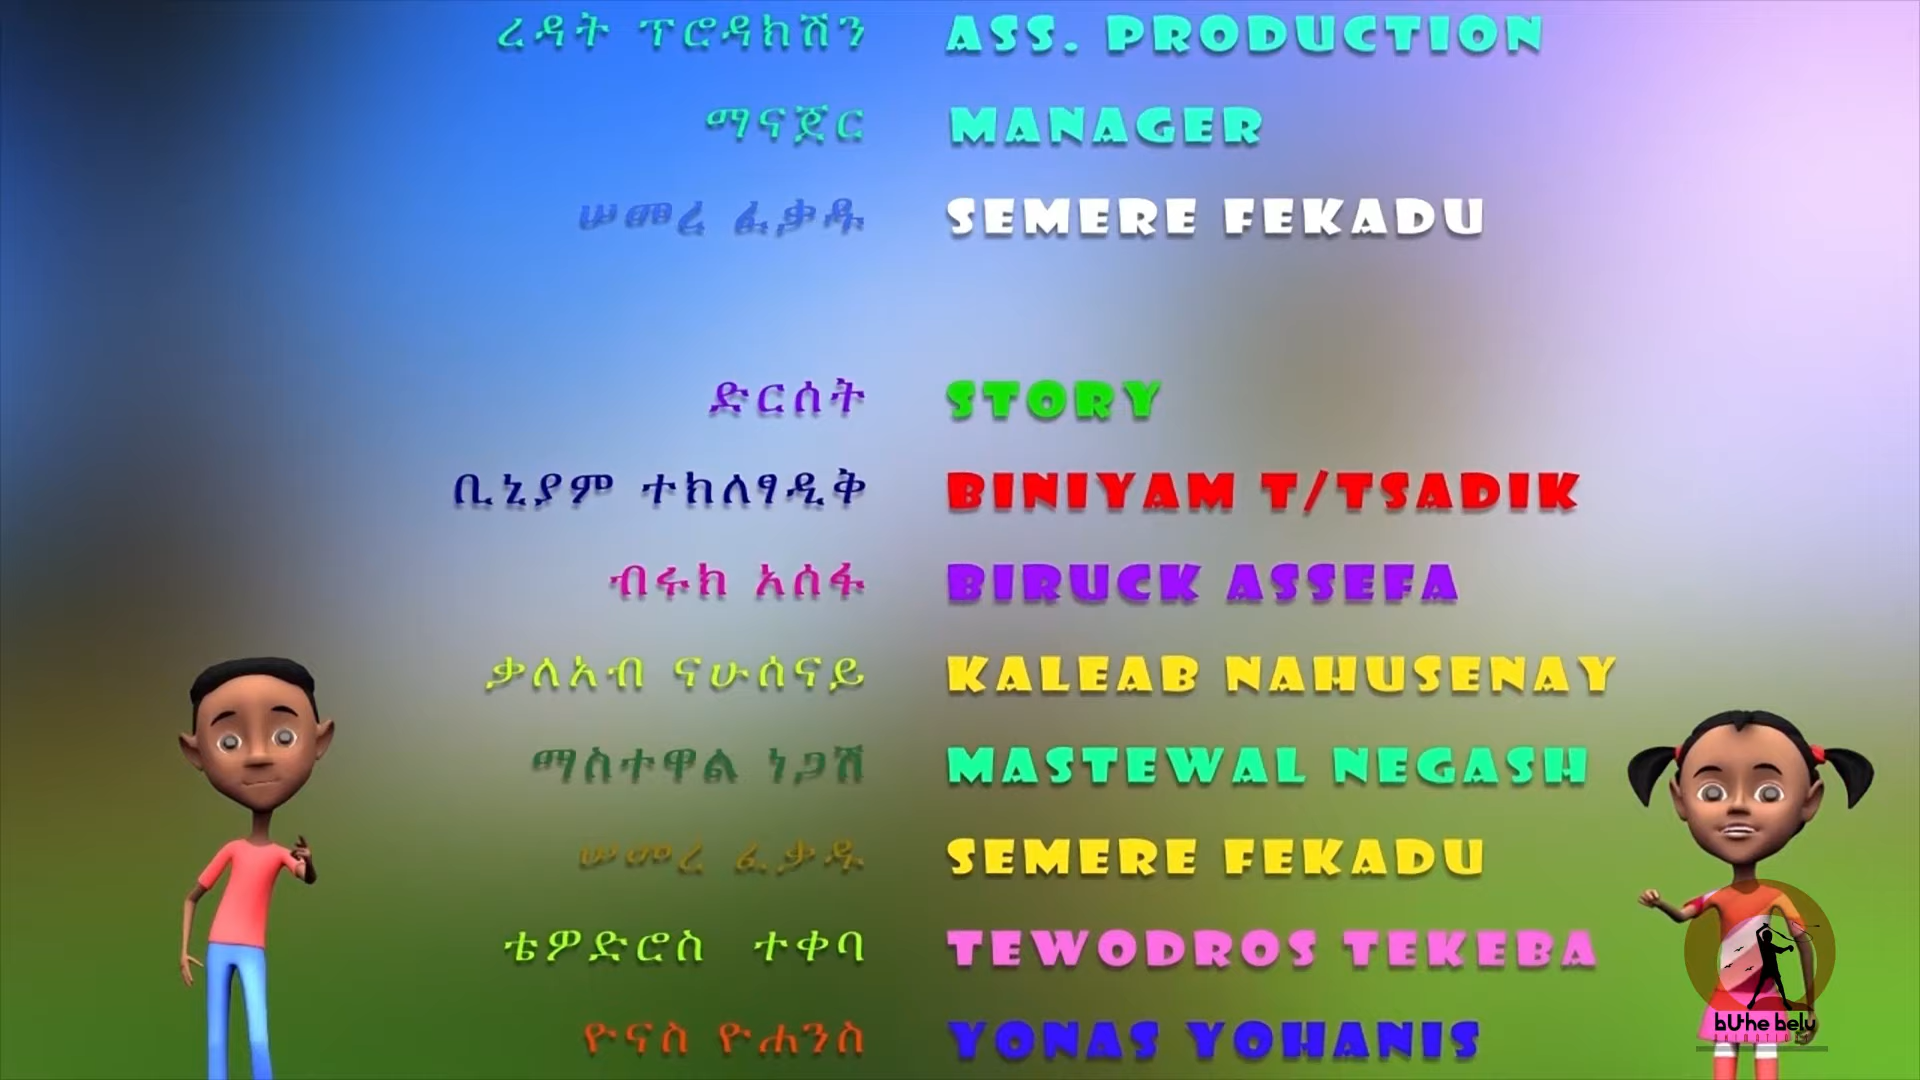 ረዳት ፕሮዳክሽን ASS. PRODUCTION
ማናጀር MANAGER
ሠመረ ፈቃዱ SEMERE FEKADU
ድርሰት STORY
ቢኒያም ተክለፃዲቅ BINIYAM T/TSADIK
ብሩክ አሰፋ BIRUCK ASSEFA
ቃለአብ ናሁሰናይ KALEAB NAHUSENAY
ማስተዋል ነጋሽ MASTEWAL NEGASH
ሠመረ ፈቃዱ SEMERE FEKADU
ቴዎድሮስ ተቀባ TEWODROS TEKEBA
ዮናስ ዮሐንስ YONAS YOHANIS
bUthe belu